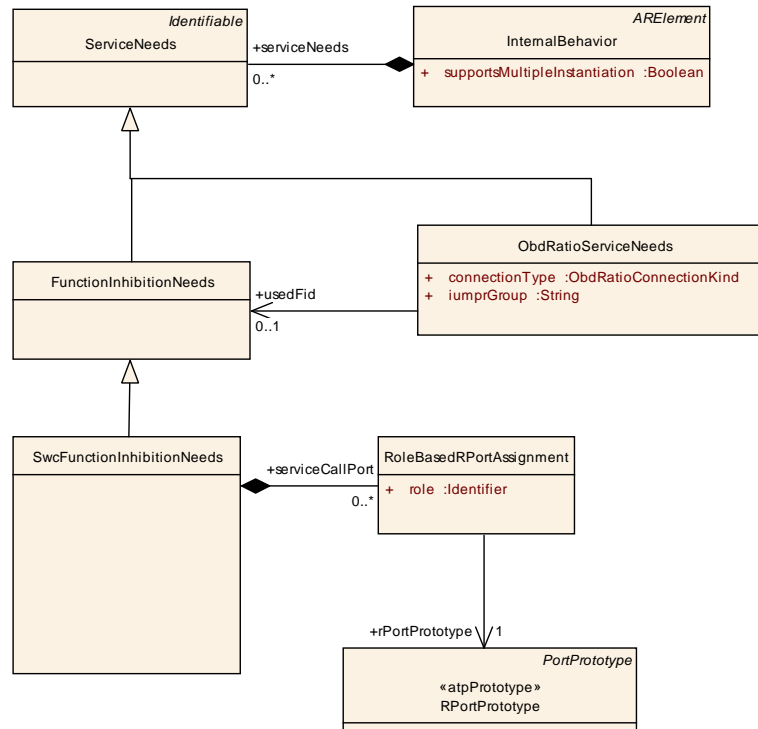 Identifiable
ServiceNeeds
+serviceNeeds
0..*
ARElement
InternalBehavior
+ supportsMultipleInstantiation :Boolean
FunctionInhibitionNeeds
+usedFid
0..1
ObdRatioServiceNeeds
+ connectionType :ObdRatioConnectionKind
+ iumprGroup :String
SwcFunctionInhibitionNeeds
+serviceCallPort
0..*
RoleBasedRPortAssignment
+ role :Identifier
+rPortPrototype
1
PortPrototype
«atpPrototype»
RPortPrototype